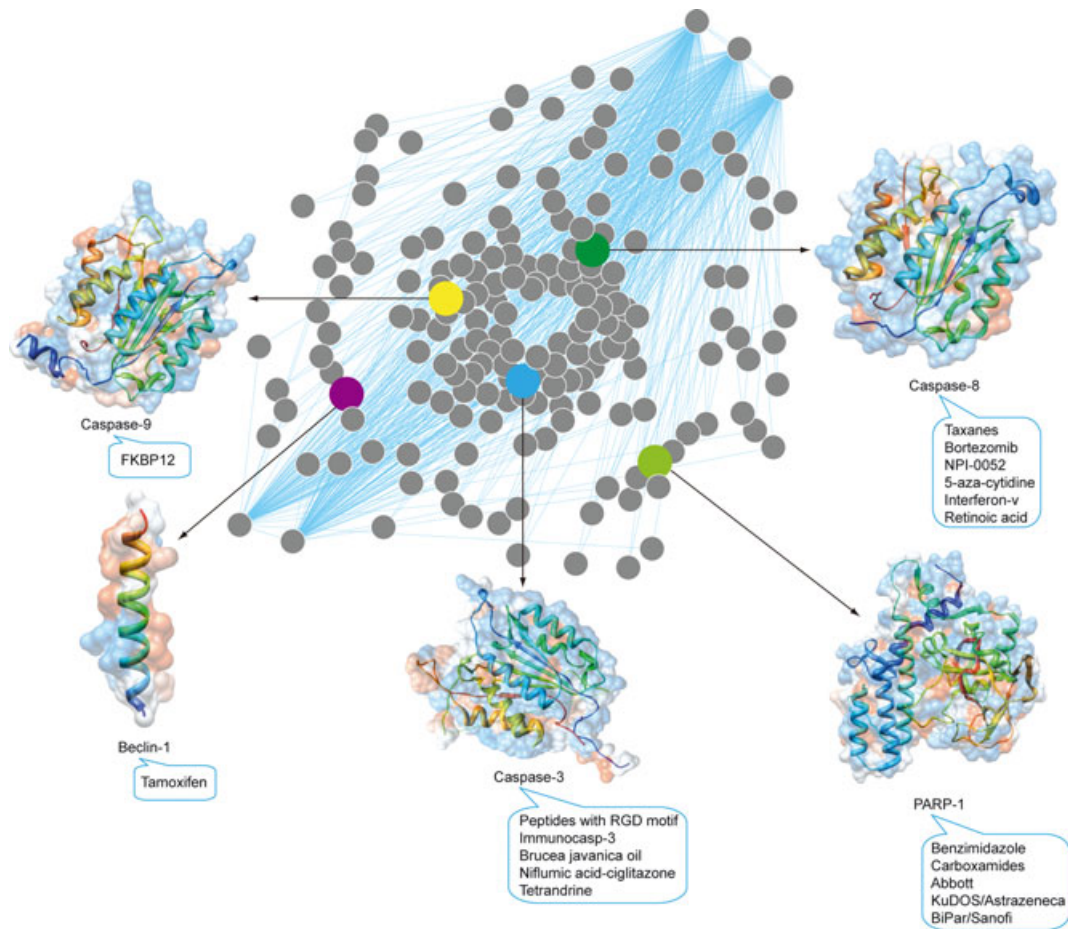 Caspase-9
FKBP12
Beclin-1
Tamoxifen
Caspase-3
Peptides with RGD motif
Immunocasp-3
Brucea javanica oil
Niflumic acid-ciglitazone
Tetrandrine
Caspase-8
Taxanes
Bortezomib
NPI-0052
5-aza-cytidine
Interferon-v
Retinoic acid
PARP-1
Benzimidazole
Carboxamides
Abbott
KuDOS/Astrazeneca
BiPar/Sanofi